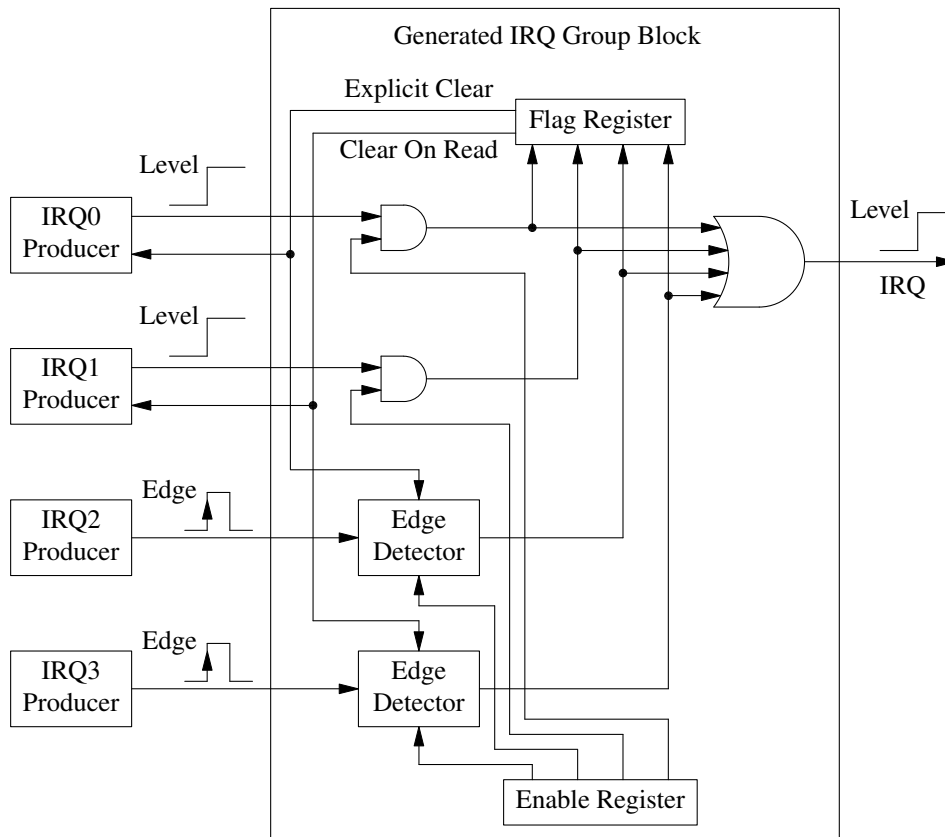 Generated IRQ Group Block
Explicit Clear
Flag Register
Clear On Read
Level
IRQ0
Producer
Level
IRQ
Level
IRQ1
Producer
Edge
IRQ2
Producer
Edge
Detector
Edge
IRQ3
Producer
Edge
Detector
Enable Register